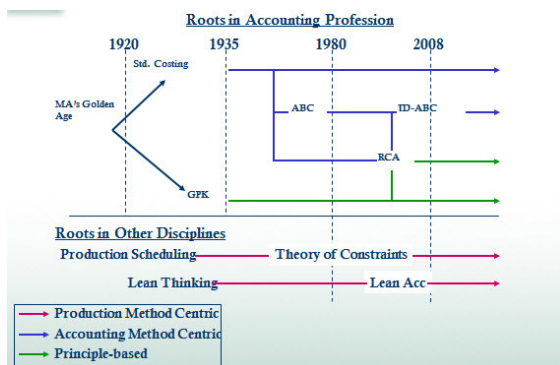 Roots in Accounting Profession
1920 1935 1980 2008
Std. Costing
MA's Golden
Age
ABC TD-ABC
RCA
GPK
Roots in Other Disciplines
Production Scheduling Theory of Constraints
Lean Thinking Lean Acc
Production Method Centric
Accounting Method Centric
Principle-based